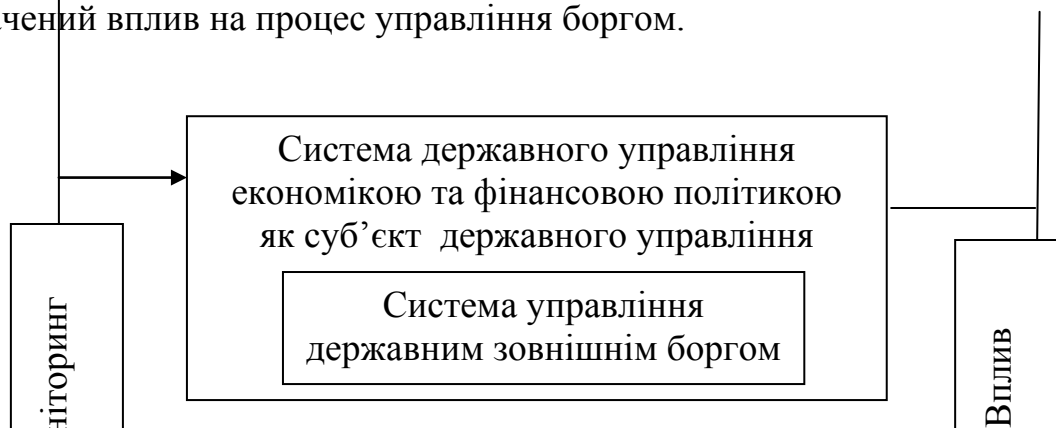 чений вплив на процес управління боргом.
Система державного управління
економікою та фінансовою політикою
як суб’єкт державного управління
Система управління
державним зовнішнім боргом
ніторинг
Вплив